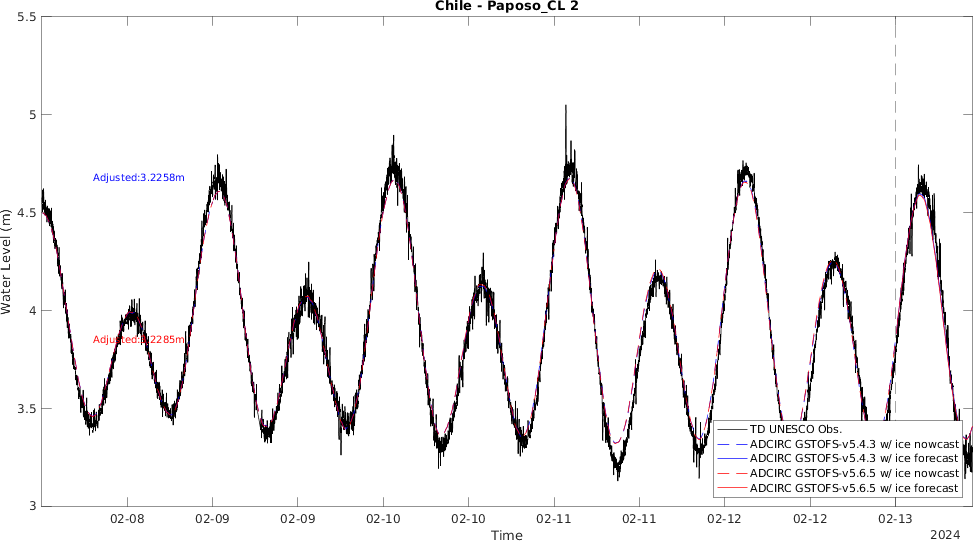 Chile - Paposo_CL 2
5.5
5
4.5
4
3.5
3
Water Level (m)
Adjusted:3.2258m
Adjusted:3.2285m
TD UNESCO Obs.
ADCIRC GSTOFS-v5.4.3 w/ ice nowcast
ADCIRC GSTOFS-v5.4.3 w/ ice forecast
ADCIRC GSTOFS-v5.6.5 w/ ice nowcast
ADCIRC GSTOFS-v5.6.5 w/ ice forecast
02-08 02-09 02-09 02-10 02-10 02-11 02-11 02-12 02-12 02-13
Time
2024